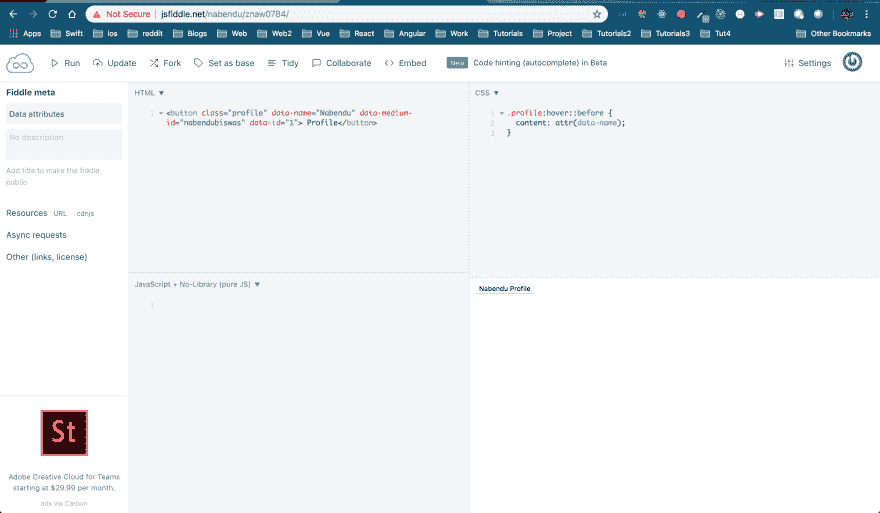 Not Secure | jsfiddle.net/nabendu/znaw0784/
Apps Swift ios reddit Blogs Web Web2 Vue React Angular Work Tutorials Project Tutorials2 Tutorials3 Tut4 Other Bookmarks
Run Update Fork Set as base Tidy Collaborate Embed New Code hinting (autocomplete) in Beta Settings
Fiddle meta
Data attributes
No description
Add title to make the fiddle
public
Resources URL cdnjs
Async requests
Other (links, license)
St
Adobe Creative Cloud for Teams
starting at $29.99 per month.
ads via Carbon
HTML ▼
1 <button class="profile" data-name="Nabendu" data-medium-
id="nabendubiswas" data-id="1"> Profile</button>
JavaScript + No-Library (pure JS) ▼
1
CSS ▼
1 .profile:hover::before {
2 content: attr(data-name);
3 }
Nabendu Profile